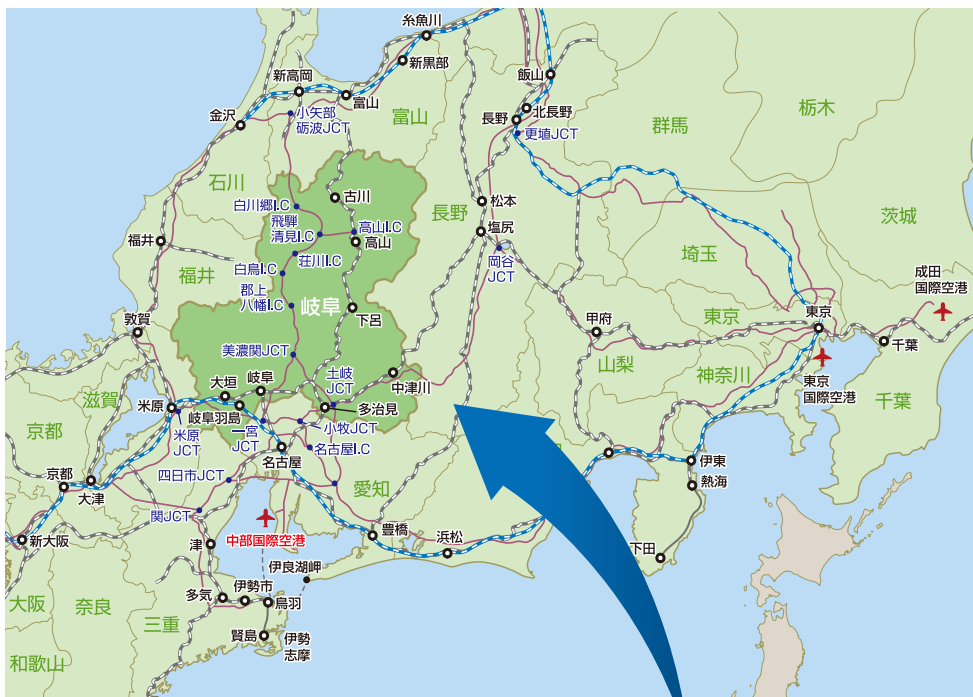 糸魚川
新黒部
飯山
新高岡
富山
北長野
栃木
金沢
小矢部
砺波JCT
富山
長野
更埴JCT
群馬
石川
古川
白川郷I.C
長野
松本
飛騨
清見I.C
高山I.C
茨城
福井
高山
塩尻
埼玉
荘川I.C
岡谷
JCT
福井
白鳥I.C
成田
国際空港
郡上
八幡I.C
岐阜
下呂
敦賀
甲府
東京
東京
千葉
美濃関JCT
山梨
土岐
JCT
中津川
神奈川
滋賀
大垣
岐阜
東京
国際空港
米原
岐阜羽島
多治見
千葉
京都
米原
JCT
一宮
JCT
小牧JCT
名古屋I.C
名古屋
京都
四日市JCT
伊東
大津
愛知
熱海
関JCT
中部国際空港
豊橋
新大阪
津
浜松
下田
伊良湖岬
大阪
奈良
多気
伊勢市
鳥羽
三重
賢島
伊勢
志摩
和歌山